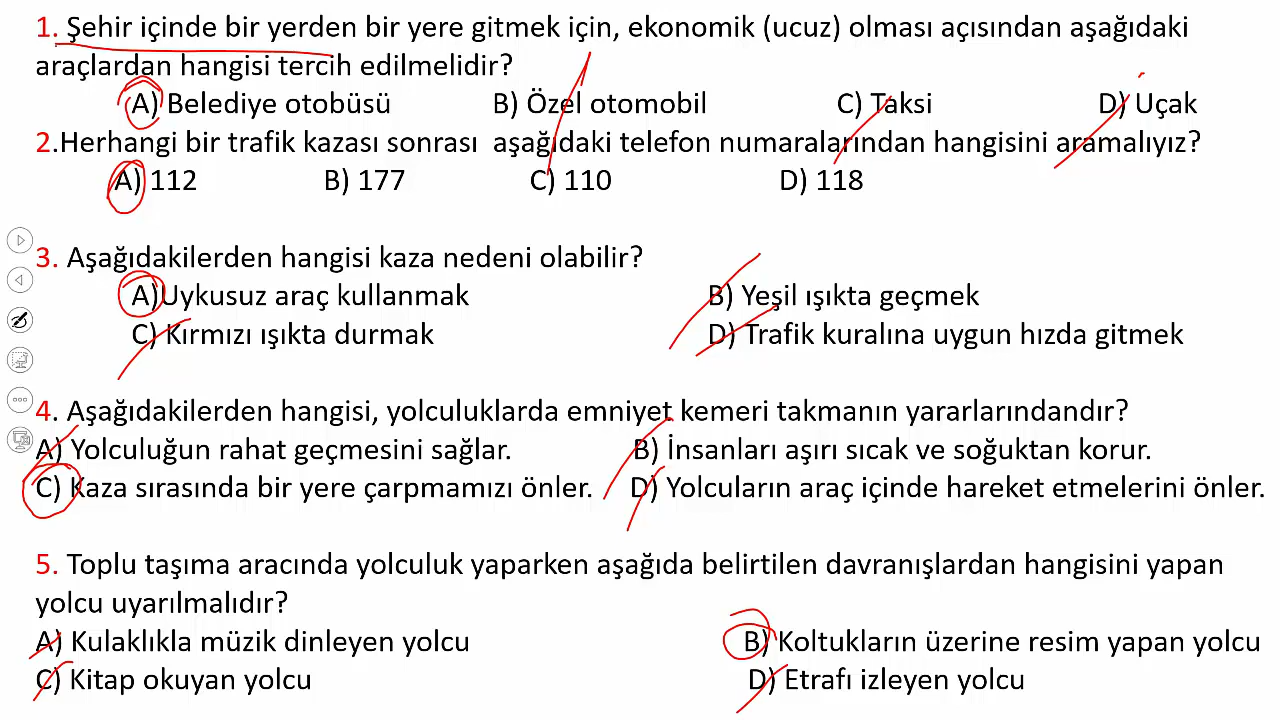 1. Şehir içinde bir yerden bir yere gitmek için, ekonomik (ucuz) olması açısından aşağıdaki
araçlardan hangisi tercih edilmelidir?
A) Belediye otobüsü B) Özel otomobil C) Taksi D) Uçak
2.Herhangi bir trafik kazası sonrası aşağıdaki telefon numaralarından hangisini aramalıyız?
A) 112 B) 177 C) 110 D) 118
3. Aşağıdakilerden hangisi kaza nedeni olabilir?
A)Uykusuz araç kullanmak B) Yeşil ışıkta geçmek
C) Kırmızı ışıkta durmak D) Trafik kuralına uygun hızda gitmek
4. Aşağıdakilerden hangisi, yolculuklarda emniyet kemeri takmanın yararlarındandır?
A) Yolculuğun rahat geçmesini sağlar. B) İnsanları aşırı sıcak ve soğuktan korur.
C) Kaza sırasında bir yere çarpmamızı önler. D) Yolcuların araç içinde hareket etmelerini önler.
5. Toplu taşıma aracında yolculuk yaparken aşağıda belirtilen davranışlardan hangisini yapan
yolcu uyarılmalıdır?
A) Kulaklıkla müzik dinleyen yolcu B) Koltukların üzerine resim yapan yolcu
C) Kitap okuyan yolcu D) Etrafı izleyen yolcu